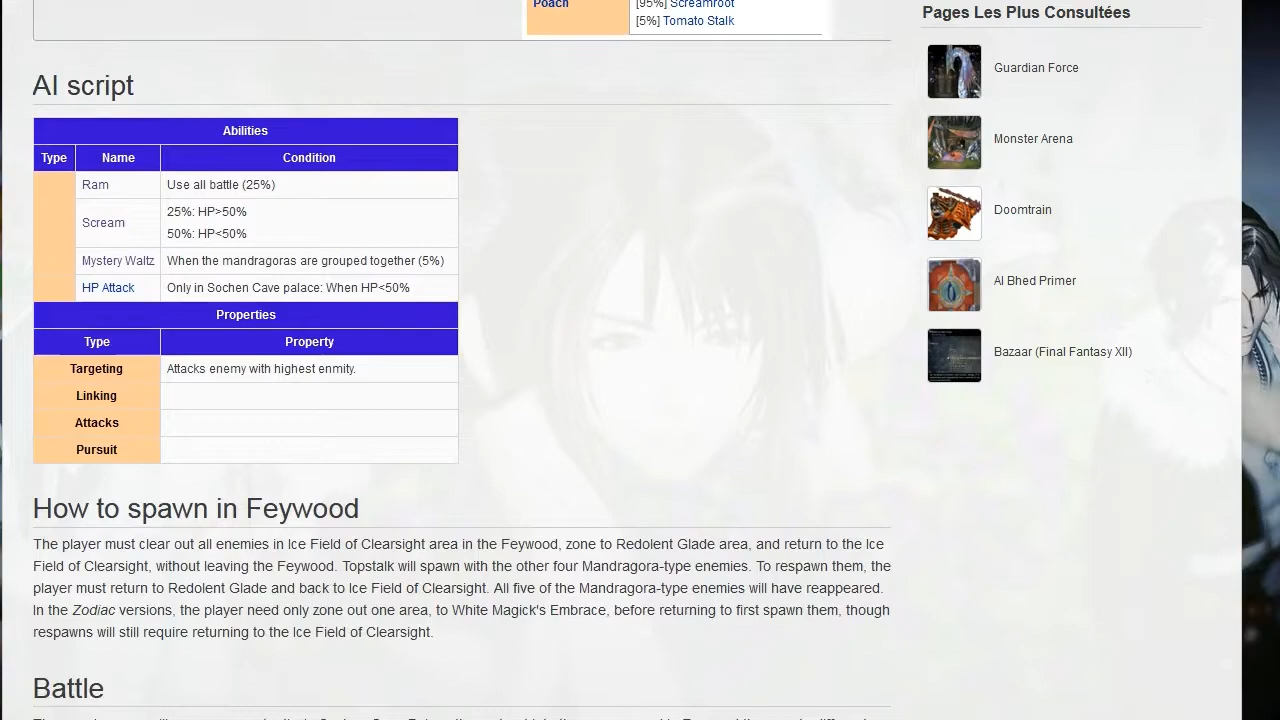 Poach
[95%] Screamroot
[5%] Tomato Stalk
AI script
Abilities
Type Name Condition
Ram Use all battle (25%)
Scream 25%: HP>50%
50%: HP<50%
Mystery Waltz When the mandragoras are grouped together (5%)
HP Attack Only in Sochen Cave palace: When HP<50%
Properties
Type Property
Targeting Attacks enemy with highest enmity.
Linking
Attacks
Pursuit
How to spawn in Feywood
The player must clear out all enemies in Ice Field of Clearsight area in the Feywood, zone to Redolent Glade area, and return to the Ice
Field of Clearsight, without leaving the Feywood. Topstalk will spawn with the other four Mandragora-type enemies. To respawn them, the
player must return to Redolent Glade and back to Ice Field of Clearsight. All five of the Mandragora-type enemies will have reappeared.
In the Zodiac versions, the player need only zone out one area, to White Magick's Embrace, before returning to first spawn them, though
respawns will still require returning to the Ice Field of Clearsight.
Battle
Pages Les Plus Consultées
Guardian Force
Monster Arena
Doomtrain
Al Bhed Primer
Bazaar (Final Fantasy XII)